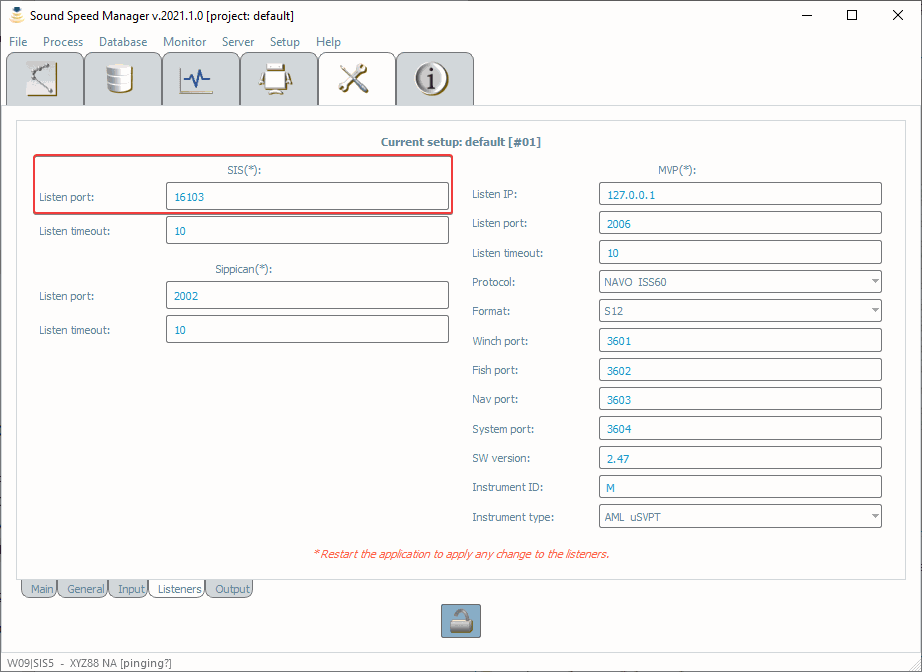 Sound Speed Manager v.2021.1.0 [project: default]
File Process Database Monitor Server Setup Help
Current setup: default [#01]
SIS(*):
Listen port: 16103
Listen timeout: 10
Sippican(*):
Listen port: 2002
Listen timeout: 10
MVP(*):
Listen IP: 127.0.0.1
Listen port: 2006
Listen timeout: 10
Protocol: NAVO_ISS60
Format: S12
Winch port: 3601
Fish port: 3602
Nav port: 3603
System port: 3604
SW version: 2.47
Instrument ID: M
Instrument type: AML_uSVPT
*Restart the application to apply any change to the listeners.
Main General Input Listeners Output
W09|SIS5 - XYZ88 NA [pinging?]